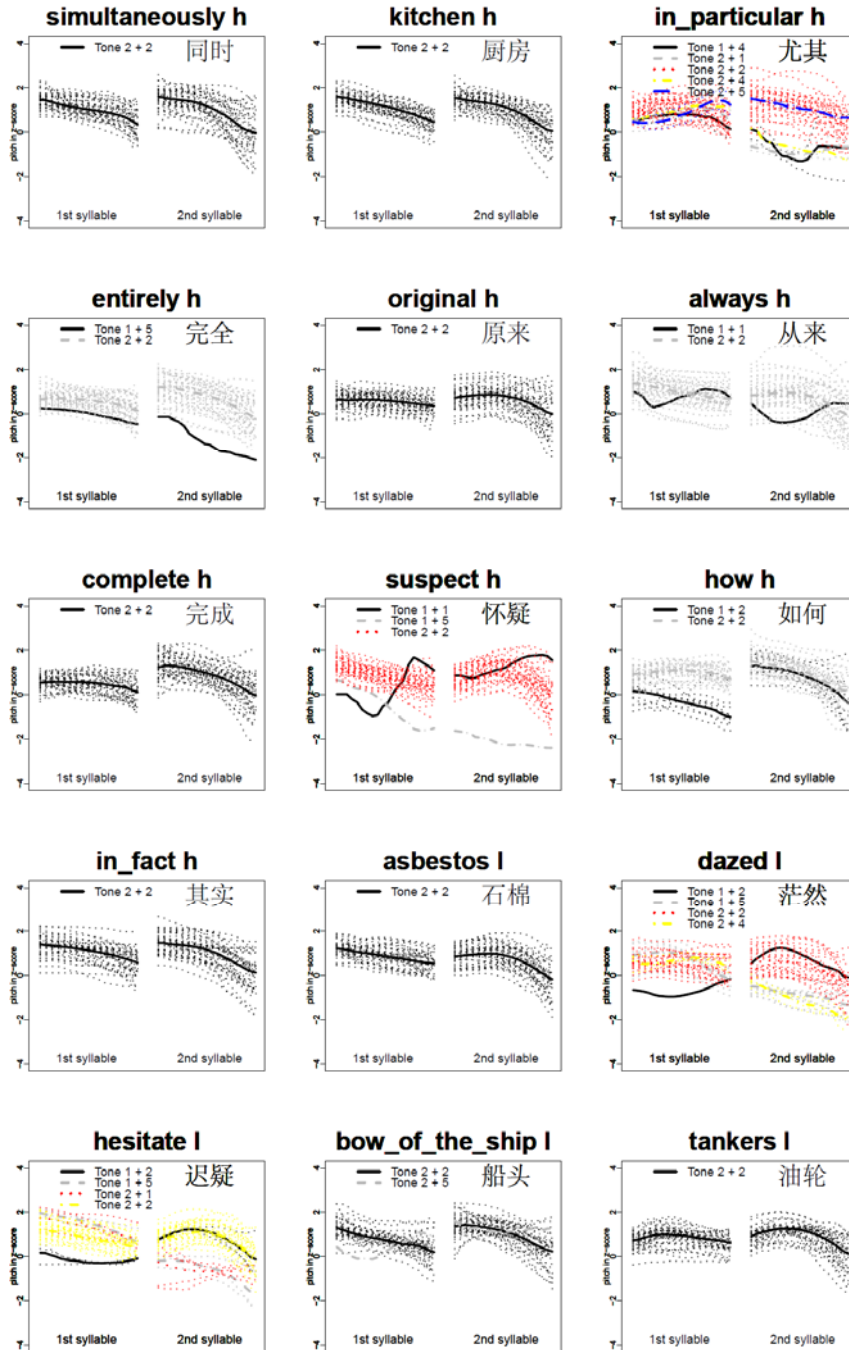 simultaneously h
Tone 2 + 2
同时
pitch in z-score
2
0
-2
-4
1st syllable
2nd syllable
kitchen h
Tone 2 + 2
厨房
1st syllable
2nd syllable
in_particular h
Tone 1 + 4
Tone 2 + 1
Tone 2 + 2
Tone 2 + 4
Tone 2 + 5
尤其
1st syllable
2nd syllable
entirely h
Tone 1 + 5
Tone 2 + 2
完全
1st syllable
2nd syllable
original h
Tone 2 + 2
原来
1st syllable
2nd syllable
always h
Tone 1 + 1
Tone 2 + 2
从来
1st syllable
2nd syllable
complete h
Tone 2 + 2
完成
1st syllable
2nd syllable
suspect h
Tone 1 + 1
Tone 1 + 5
Tone 2 + 2
怀疑
1st syllable
2nd syllable
how h
Tone 1 + 2
Tone 2 + 2
如何
1st syllable
2nd syllable
in_fact h
Tone 2 + 2
其实
1st syllable
2nd syllable
asbestos l
Tone 2 + 2
石棉
1st syllable
2nd syllable
dazed l
Tone 1 + 2
Tone 1 + 5
Tone 2 + 2
Tone 2 + 4
茫然
1st syllable
2nd syllable
hesitate l
Tone 1 + 2
Tone 1 + 5
Tone 2 + 1
Tone 2 + 2
迟疑
1st syllable
2nd syllable
bow_of_the_ship l
Tone 2 + 2
Tone 2 + 5
船头
1st syllable
2nd syllable
tankers l
Tone 2 + 2
油轮
1st syllable
2nd syllable